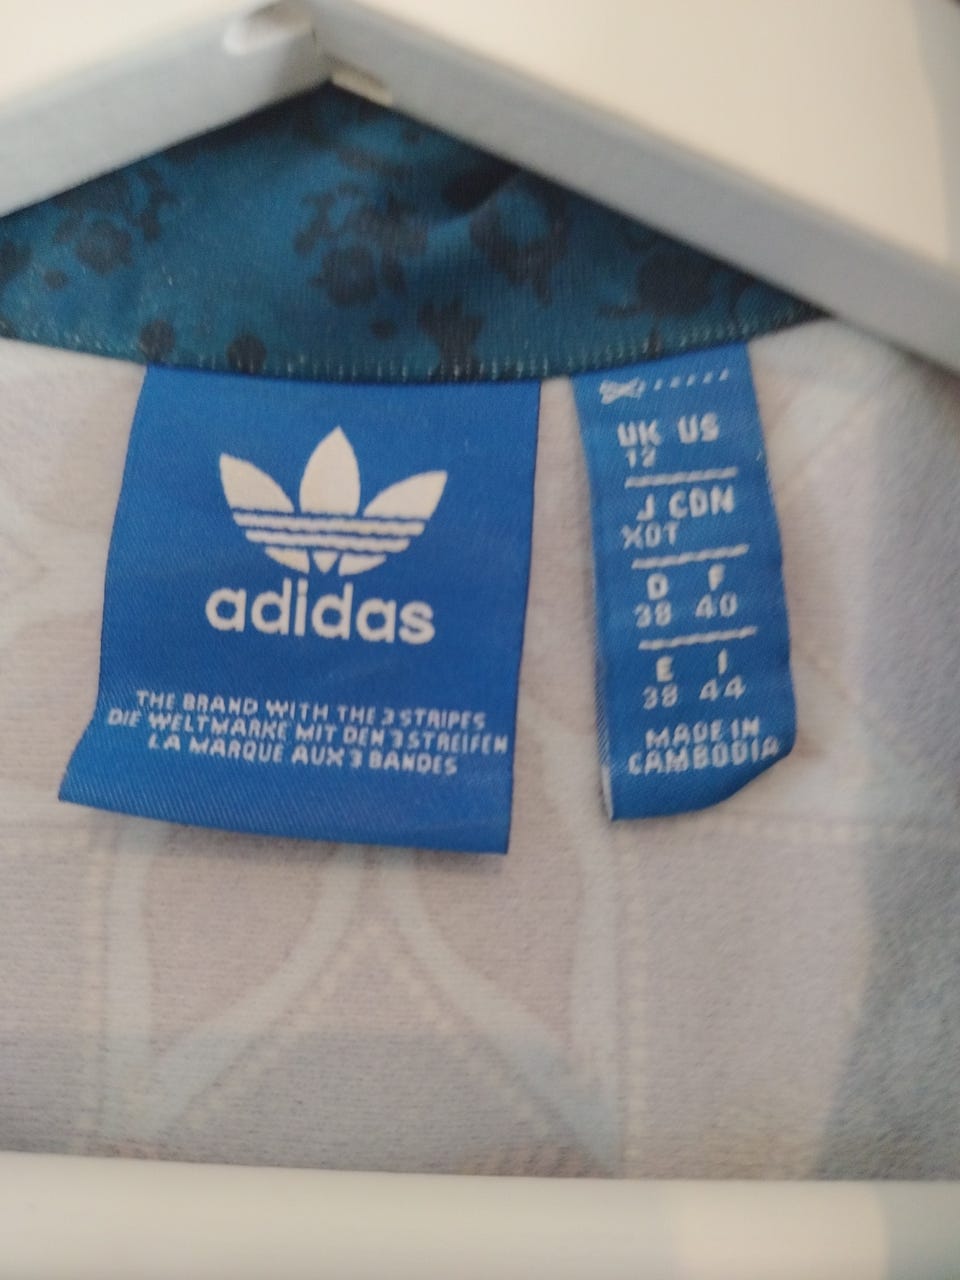 adidas
THE BRAND WITH THE 3 STRIPES
DIE WELTMARKE MIT DEN 3 STREIFEN
LA MARQUE AUX 3 BANDES
UK US
12
J CDN
XOT
D F
38 40
E I
38 44
MADE IN
CAMBODIA